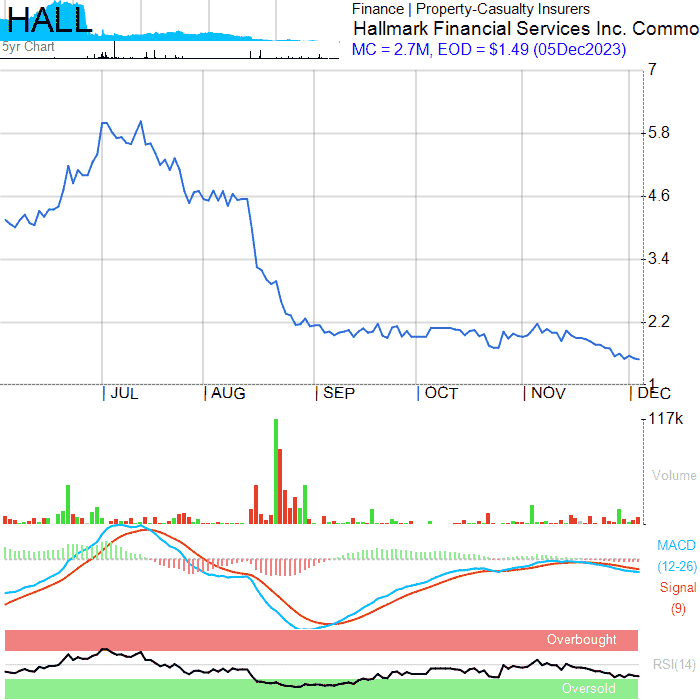 HALL
5yr Chart
Finance | Property-Casualty Insurers
Hallmark Financial Services Inc. Commo
MC = 2.7M, EOD = $1.49 (05Dec2023)
7
5.8
4.6
3.4
2.2
1
JUL AUG SEP OCT NOV DEC
117k
Volume
MACD
(12-26)
Signal
(9)
Overbought
RSI(14)
Oversold